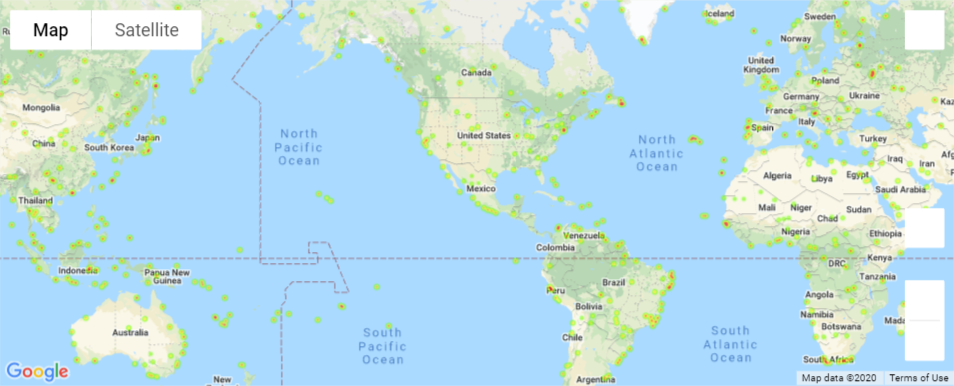 Map
Satellite
Iceland
Sweden
Norway
Canada
United
Kingdom
Poland
Germany
Ukraine
Mongolia
France
Italy
Spain
Turkey
China
Japan
South Korea
North
Pacific
Ocean
United States
North
Atlantic
Ocean
Iraq
Iran
Algeria
Libya
Egypt
Saudi Arabia
Thailand
Mexico
Mali
Niger
Chad
Sudan
Nigeria
Ethiopia
Venezuela
Colombia
DRC
Kenya
Tanzania
Indonesia
Papua New
Guinea
Peru
Brazil
Bolivia
Angola
Namibia
Botswana
Australia
Chile
South
Pacific
Ocean
South
Atlantic
Ocean
South Africa
Google
New
Argentina
Map data ©2020
Terms of Use